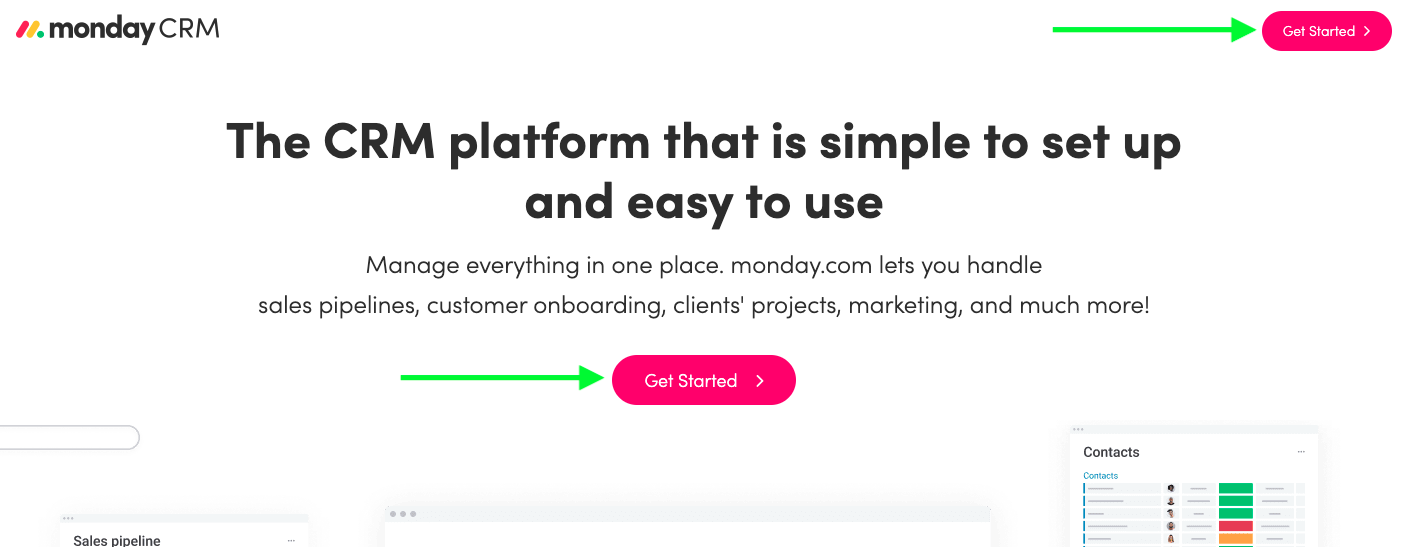 monday CRM
Get Started
The CRM platform that is simple to set up
and easy to use
Manage everything in one place. monday.com lets you handle
sales pipelines, customer onboarding, clients' projects, marketing, and much more!
Get Started
Contacts
Contacts
Sales pipeline